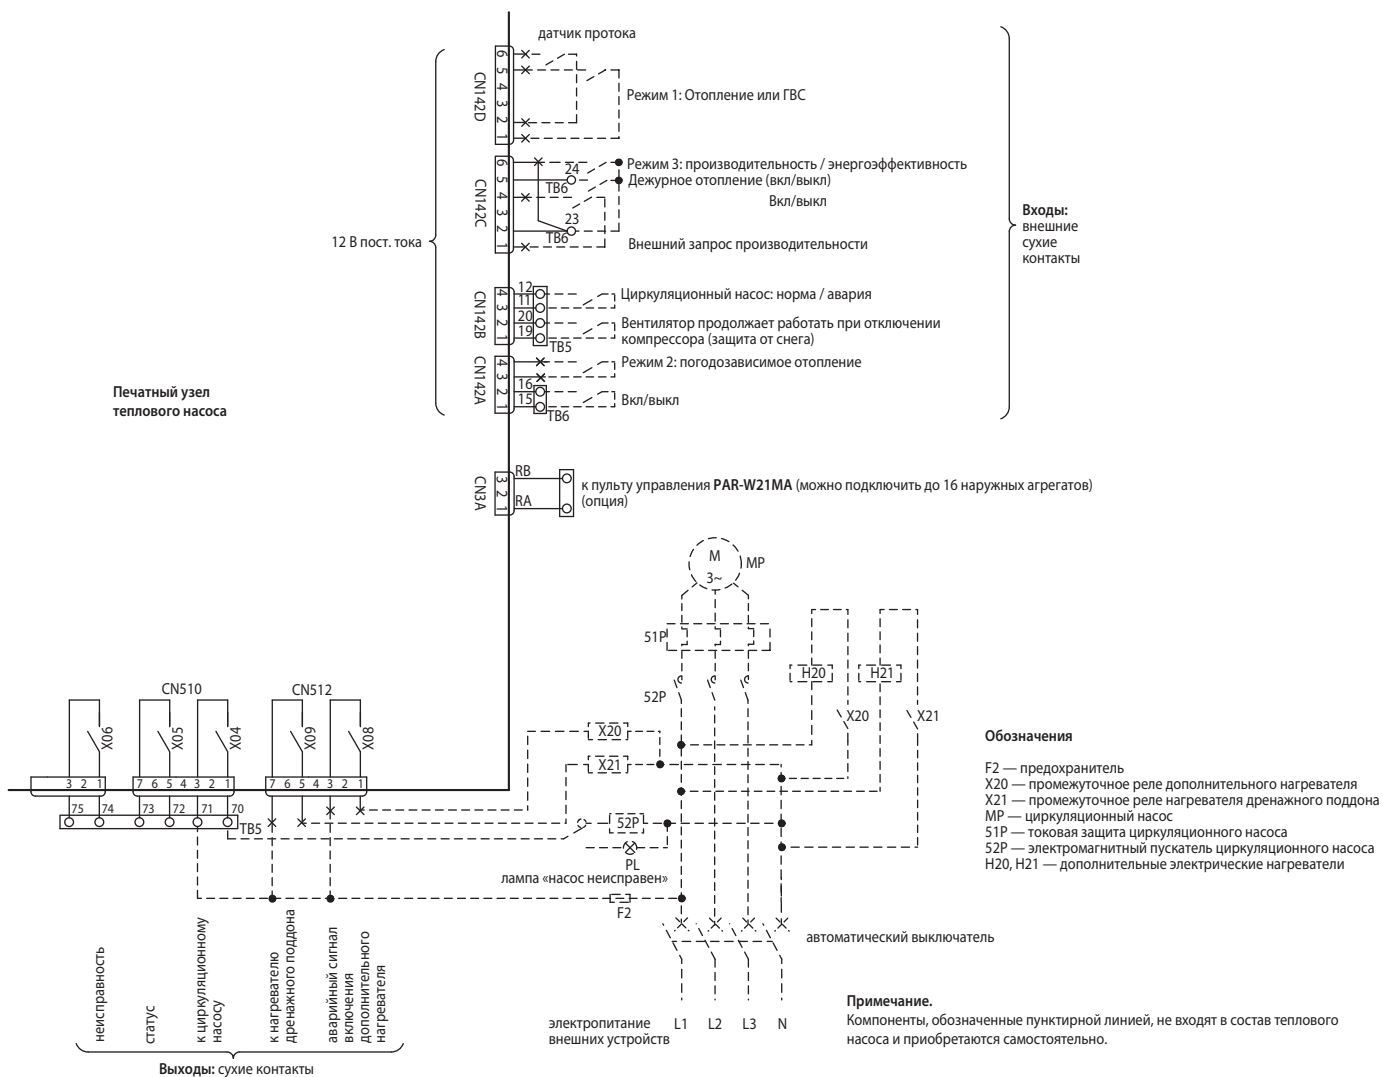 датчик протока
CN142D
6
5
4
3
2
1
Режим 1: Отопление или ГВС
CN142C
6
5
4
3
2
1
24
TB6
23
TB6
Режим 3: производительность / энергоэффективность
Дежурное отопление (вкл/выкл)
Вкл/выкл
Внешний запрос производительности
12 В пост. тока
Входы:
внешние
сухие
контакты
CN142B
4
3
2
1
12
11
20
19
TB5
Циркуляционный насос: норма / авария
Вентилятор продолжает работать при отключении
компрессора (защита от снега)
CN142A
4
3
2
1
16
15
TB6
Режим 2: погодозависимое отопление
Вкл/выкл
Печатный узел
теплового насоса
CN3A
3
2
1
RB
RA
к пульту управления PAR-W21MA (можно подключить до 16 наружных агрегатов)
(опция)
M
3~
MP
51P
52P
H20
H21
X20
X21
CN510
CN512
X06
X05
X04
X09
X08
X20
X21
3 2 1
7 6 5 4 3 2 1
7 6 5 4 3 2 1
75 74 73 72 71 70
TB5
52P
PL
лампа «насос неисправен»
F2
автоматический выключатель
неисправность
статус
к циркуляционному
насосу
к нагревателю
дренажного поддона
аварийный сигнал
включения
дополнительного
нагревателя
Выходы: сухие контакты
электропитание
внешних устройств
L1 L2 L3 N
Обозначения
F2 — предохранитель
X20 — промежуточное реле дополнительного нагревателя
X21 — промежуточное реле нагревателя дренажного поддона
MP — циркуляционный насос
51P — токовая защита циркуляционного насоса
52P — электромагнитный пускатель циркуляционного насоса
H20, H21 — дополнительные электрические нагреватели
Примечание.
Компоненты, обозначенные пунктирной линией, не входят в состав теплового
насоса и приобретаются самостоятельно.